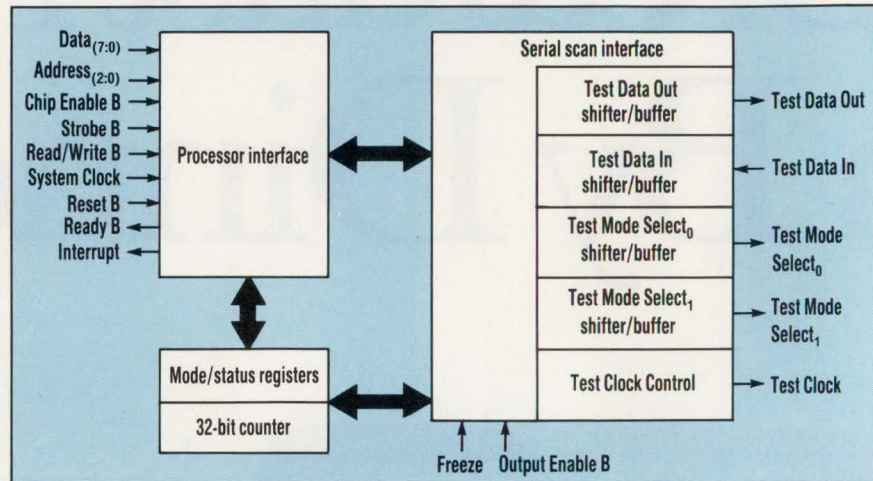 Data(7:0)
Address(2:0)
Chip Enable B
Strobe B
Read/Write B
System Clock
Reset B
Ready B
Interrupt
Processor interface
Mode/status registers
32-bit counter
Serial scan interface
Test Data Out
shifter/buffer
Test Data In
shifter/buffer
Test Mode Select0
shifter/buffer
Test Mode Select1
shifter/buffer
Test Clock Control
Test Data Out
Test Data In
Test Mode
Select0
Test Mode
Select1
Test Clock
Freeze
Output Enable B